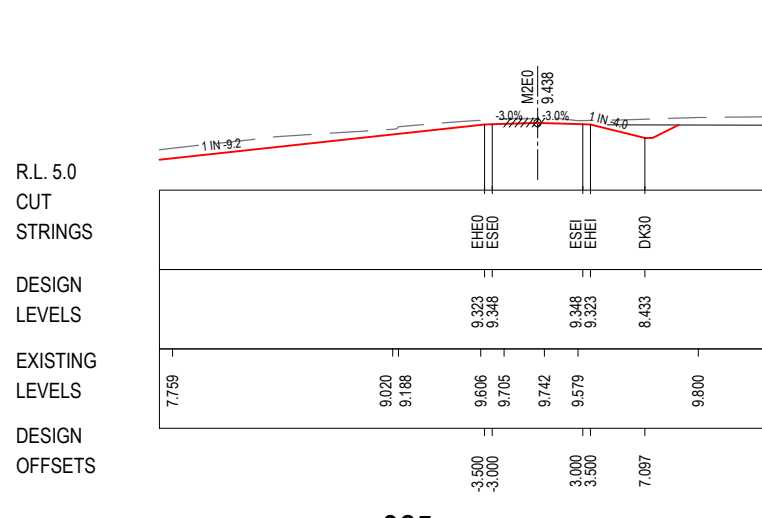 M2E0
9.438
-3.0%
-3.0%
1 IN -4.0
1 IN -9.2
R.L. 5.0
CUT
STRINGS
EHE0
ESE0
ESEI
EHEI
DK30
DESIGN
LEVELS
9.323
9.348
9.348
9.323
8.433
EXISTING
LEVELS
7.759
9.020
9.188
9.606
9.705
9.742
9.579
9.800
DESIGN
OFFSETS
-3.500
-3.000
3.000
3.500
7.097